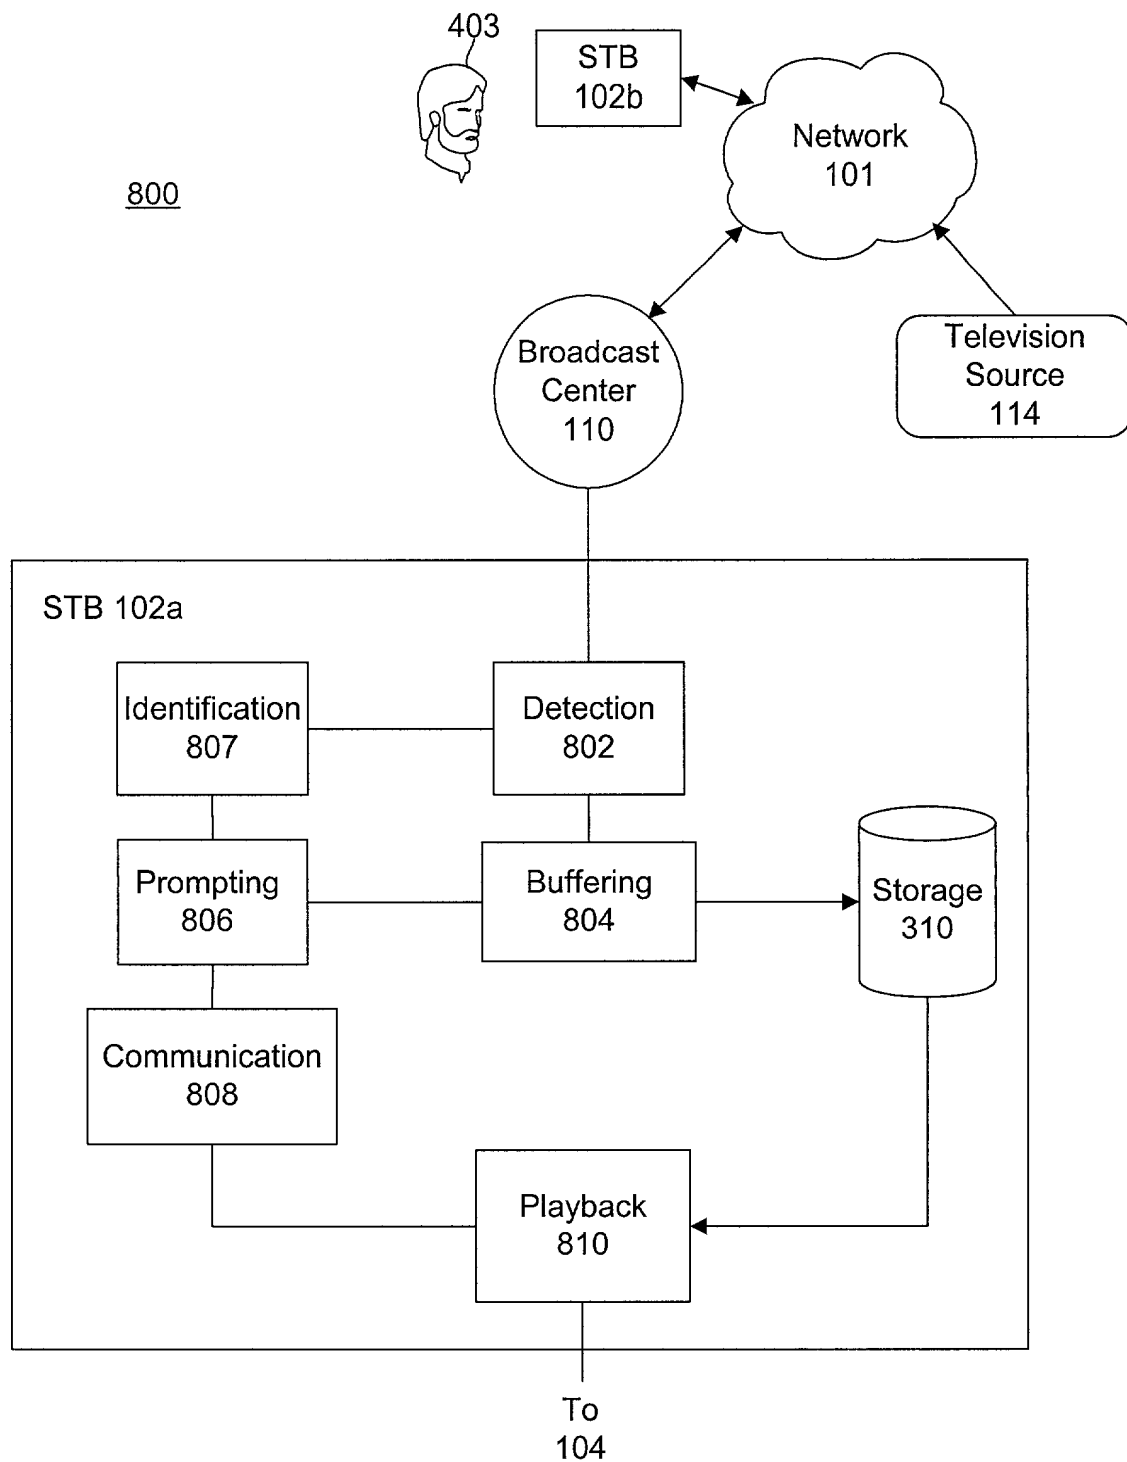 403
STB
102b
Network
101
800
Broadcast
Center
110
Television
Source
114
STB 102a
Identification
807
Detection
802
Prompting
806
Buffering
804
Storage
310
Communication
808
Playback
810
To
104